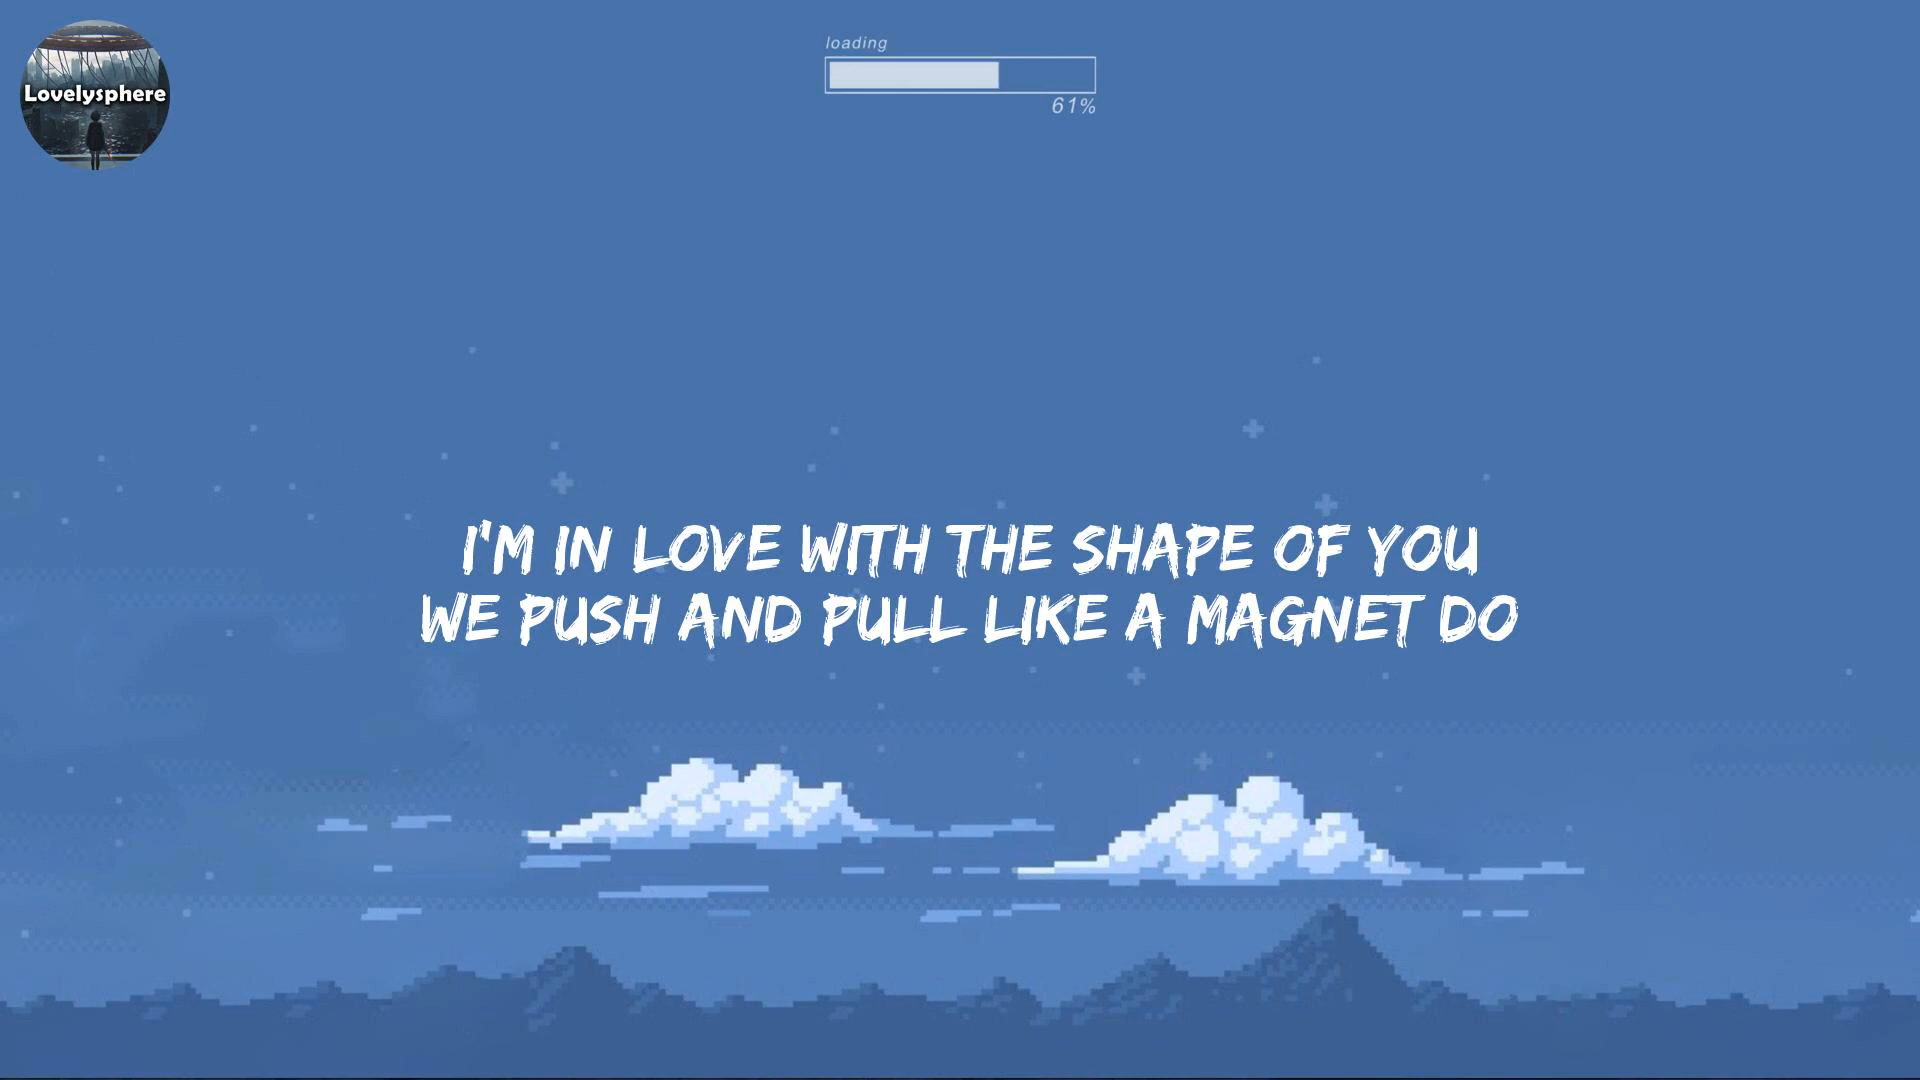 Lovelysphere
loading
61%
I'M IN LOVE WITH THE SHAPE OF YOU
WE PUSH AND PULL LIKE A MAGNET DO